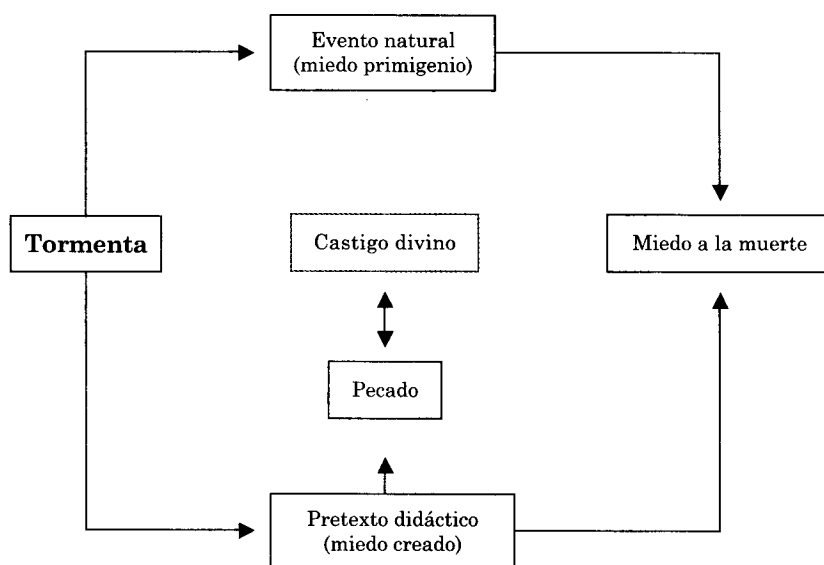 Evento natural
(miedo primigenio)
Tormenta
Castigo divino
Miedo a la muerte
Pecado
Pretexto didáctico
(miedo creado)